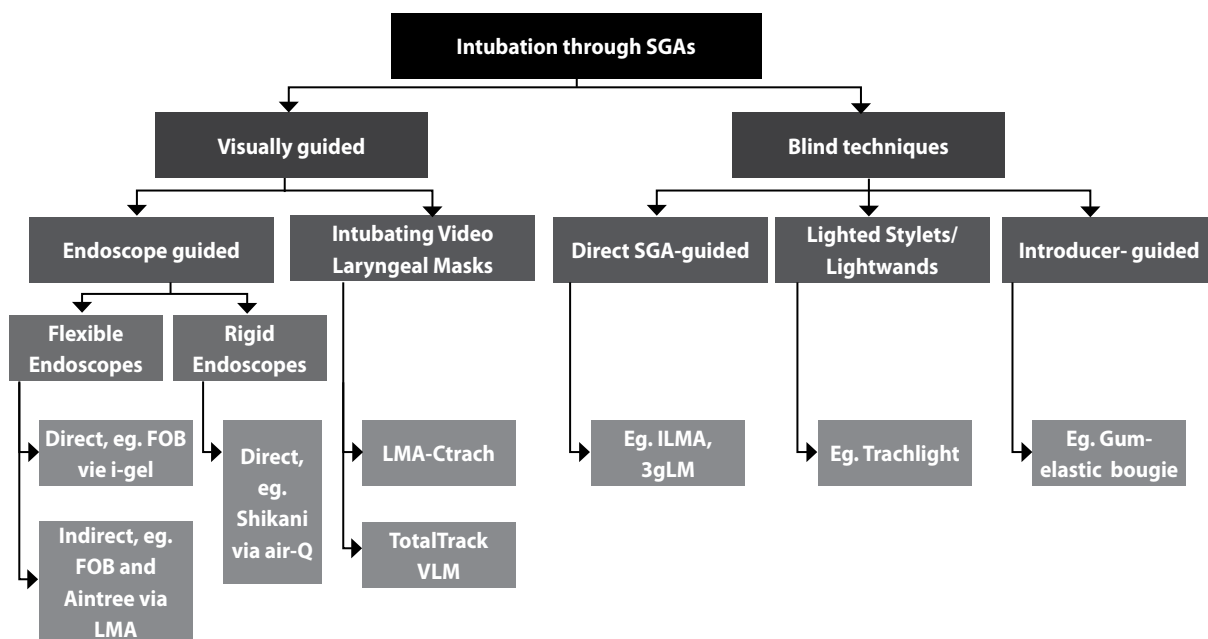 Intubation through SGAs
Visually guided
Blind techniques
Endoscope guided
Intubating Video
Laryngeal Masks
Direct SGA-guided
Lighted Stylets/
Lightwands
Introducer- guided
Flexible
Endoscopes
Rigid
Endoscopes
Direct, eg. FOB
vie i-gel
Direct,
eg.
Shikani
via air-Q
LMA-Ctrach
Eg. ILMA,
3gLM
Eg. Trachlight
Eg. Gum-
elastic bougie
Indirect, eg.
FOB and
Aintree via
LMA
TotalTrack
VLM